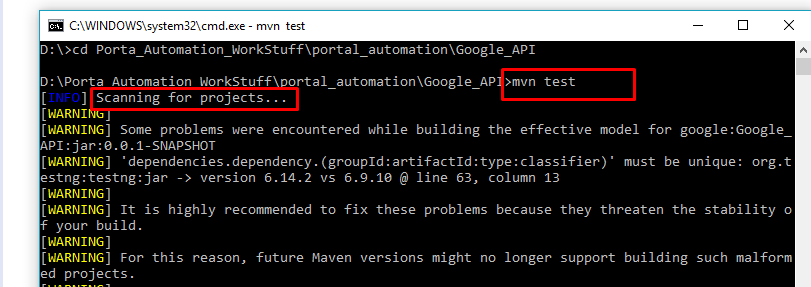 C:\WINDOWS\system32\cmd.exe - mvn  test
D:\>cd Porta_Automation_WorkStuff\portal_automation\Google_API
D:\Porta_Automation_WorkStuff\portal_automation\Google_API>mvn test
[INFO] Scanning for projects...
[WARNING]
[WARNING] Some problems were encountered while building the effective model for google:Google_
API:jar:0.0.1-SNAPSHOT
[WARNING] 'dependencies.dependency.(groupId:artifactId:type:classifier)' must be unique: org.t
estng:testng:jar -> version 6.14.2 vs 6.9.10 @ line 63, column 13
[WARNING]
[WARNING] It is highly recommended to fix these problems because they threaten the stability o
f your build.
[WARNING]
[WARNING] For this reason, future Maven versions might no longer support building such malform
ed projects.
[WARNING]